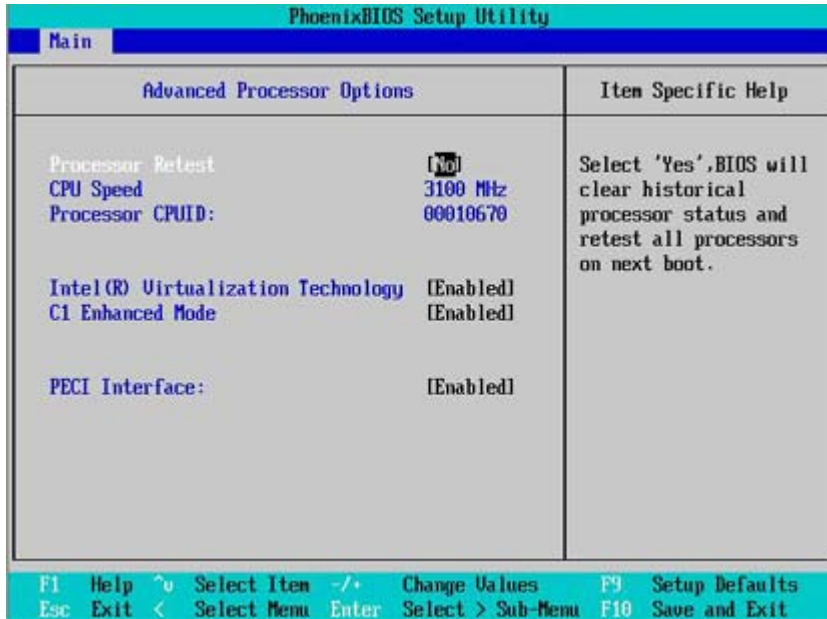 PhoenixBIOS Setup Utility
Main
Advanced Processor Options
Item Specific Help
Processor Retest [No]
CPU Speed 3100 MHz
Processor CPUID: 00010670
Intel(R) Virtualization Technology [Enabled]
C1 Enhanced Mode [Enabled]
PECI Interface: [Enabled]
Select 'Yes',BIOS will
clear historical
processor status and
retest all processors
on next boot.
F1 Help ^v Select Item -/+ Change Values F9 Setup Defaults
Esc Exit < Select Menu Enter Select > Sub-Menu F10 Save and Exit